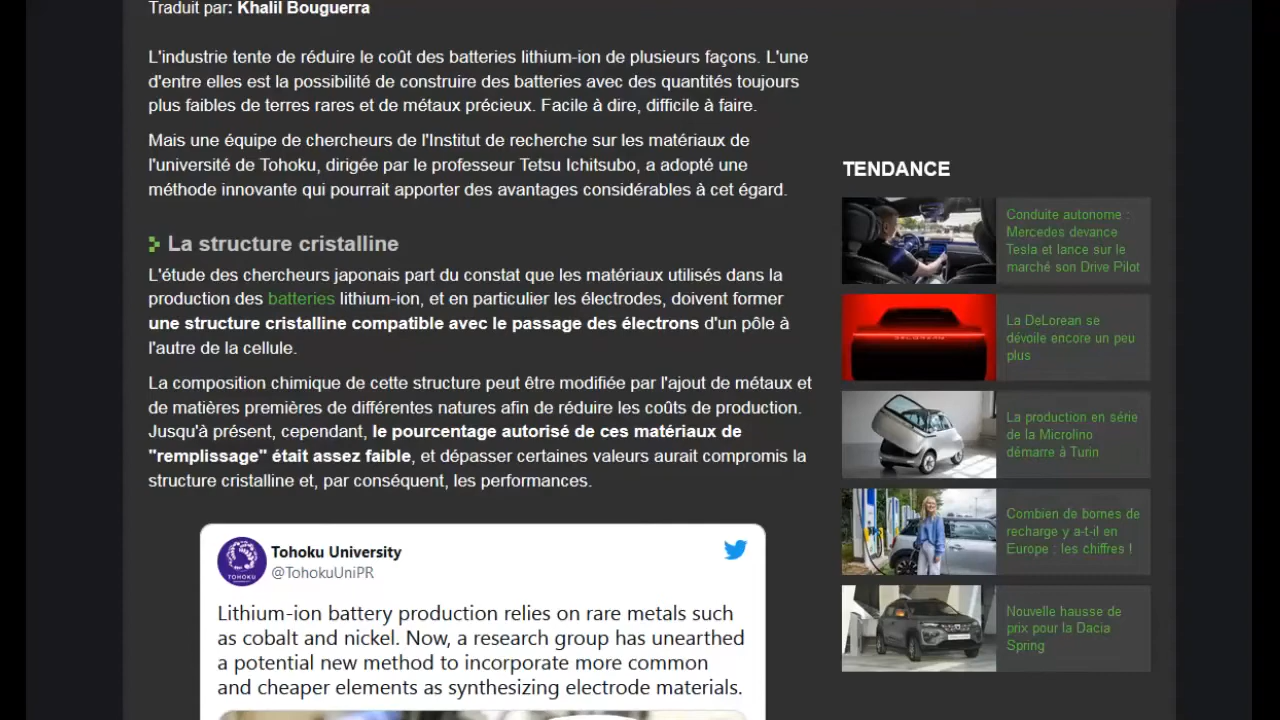 Traduit par: Khalil Bouguerra
L'industrie tente de réduire le coût des batteries lithium-ion de plusieurs façons. L'une
d'entre elles est la possibilité de construire des batteries avec des quantités toujours
plus faibles de terres rares et de métaux précieux. Facile à dire, difficile à faire.
Mais une équipe de chercheurs de l'Institut de recherche sur les matériaux de
l'université de Tohoku, dirigée par le professeur Tetsu Ichitsubo, a adopté une
méthode innovante qui pourrait apporter des avantages considérables à cet égard.
La structure cristalline
L'étude des chercheurs japonais part du constat que les matériaux utilisés dans la
production des batteries lithium-ion, et en particulier les électrodes, doivent former
une structure cristalline compatible avec le passage des électrons d'un pôle à
l'autre de la cellule.
La composition chimique de cette structure peut être modifiée par l'ajout de métaux et
de matières premières de différentes natures afin de réduire les coûts de production.
Jusqu'à présent, cependant, le pourcentage autorisé de ces matériaux de
"remplissage" était assez faible, et dépasser certaines valeurs aurait compromis la
structure cristalline et, par conséquent, les performances.
Tohoku University
@TohokuUniPR
TOHOKU
Lithium-ion battery production relies on rare metals such
as cobalt and nickel. Now, a research group has unearthed
a potential new method to incorporate more common
and cheaper elements as synthesizing electrode materials.
TENDANCE
Conduite autonome :
Mercedes devance
Tesla et lance sur le
marché son Drive Pilot
DELOREAN
La DeLorean se
dévoile encore un peu
plus
La production en série
de la Microlino
démarre à Turin
Combien de bornes de
recharge y a-t-il en
Europe : les chiffres !
Nouvelle hausse de
prix pour la Dacia
Spring